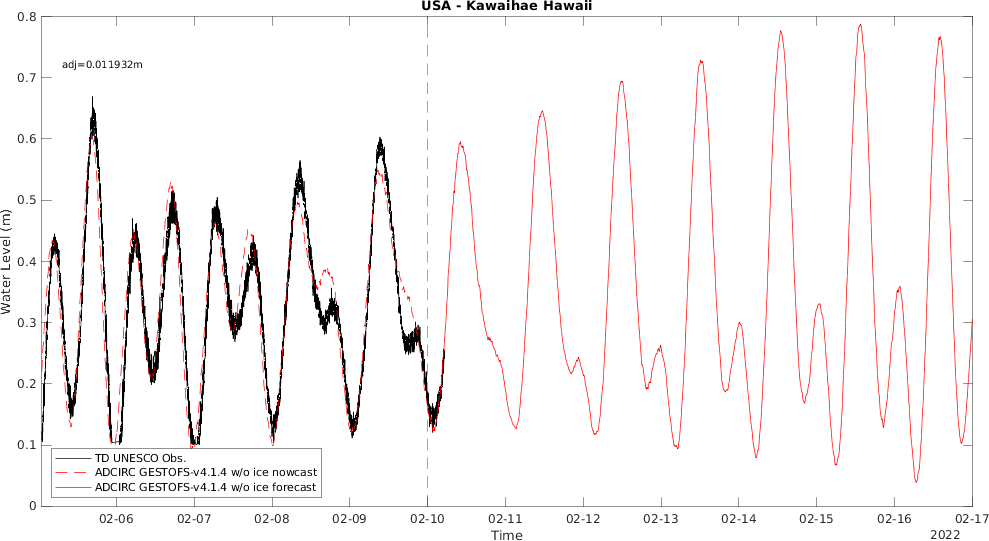 USA - Kawaihae Hawaii
adj=0.011932m
0.8
0.7
0.6
0.5
0.4
0.3
0.2
0.1
0
Water Level (m)
TD UNESCO Obs.
ADCIRC GESTOFS-v4.1.4 w/o ice nowcast
ADCIRC GESTOFS-v4.1.4 w/o ice forecast
02-06 02-07 02-08 02-09 02-10 02-11 02-12 02-13 02-14 02-15 02-16 02-17
Time
2022